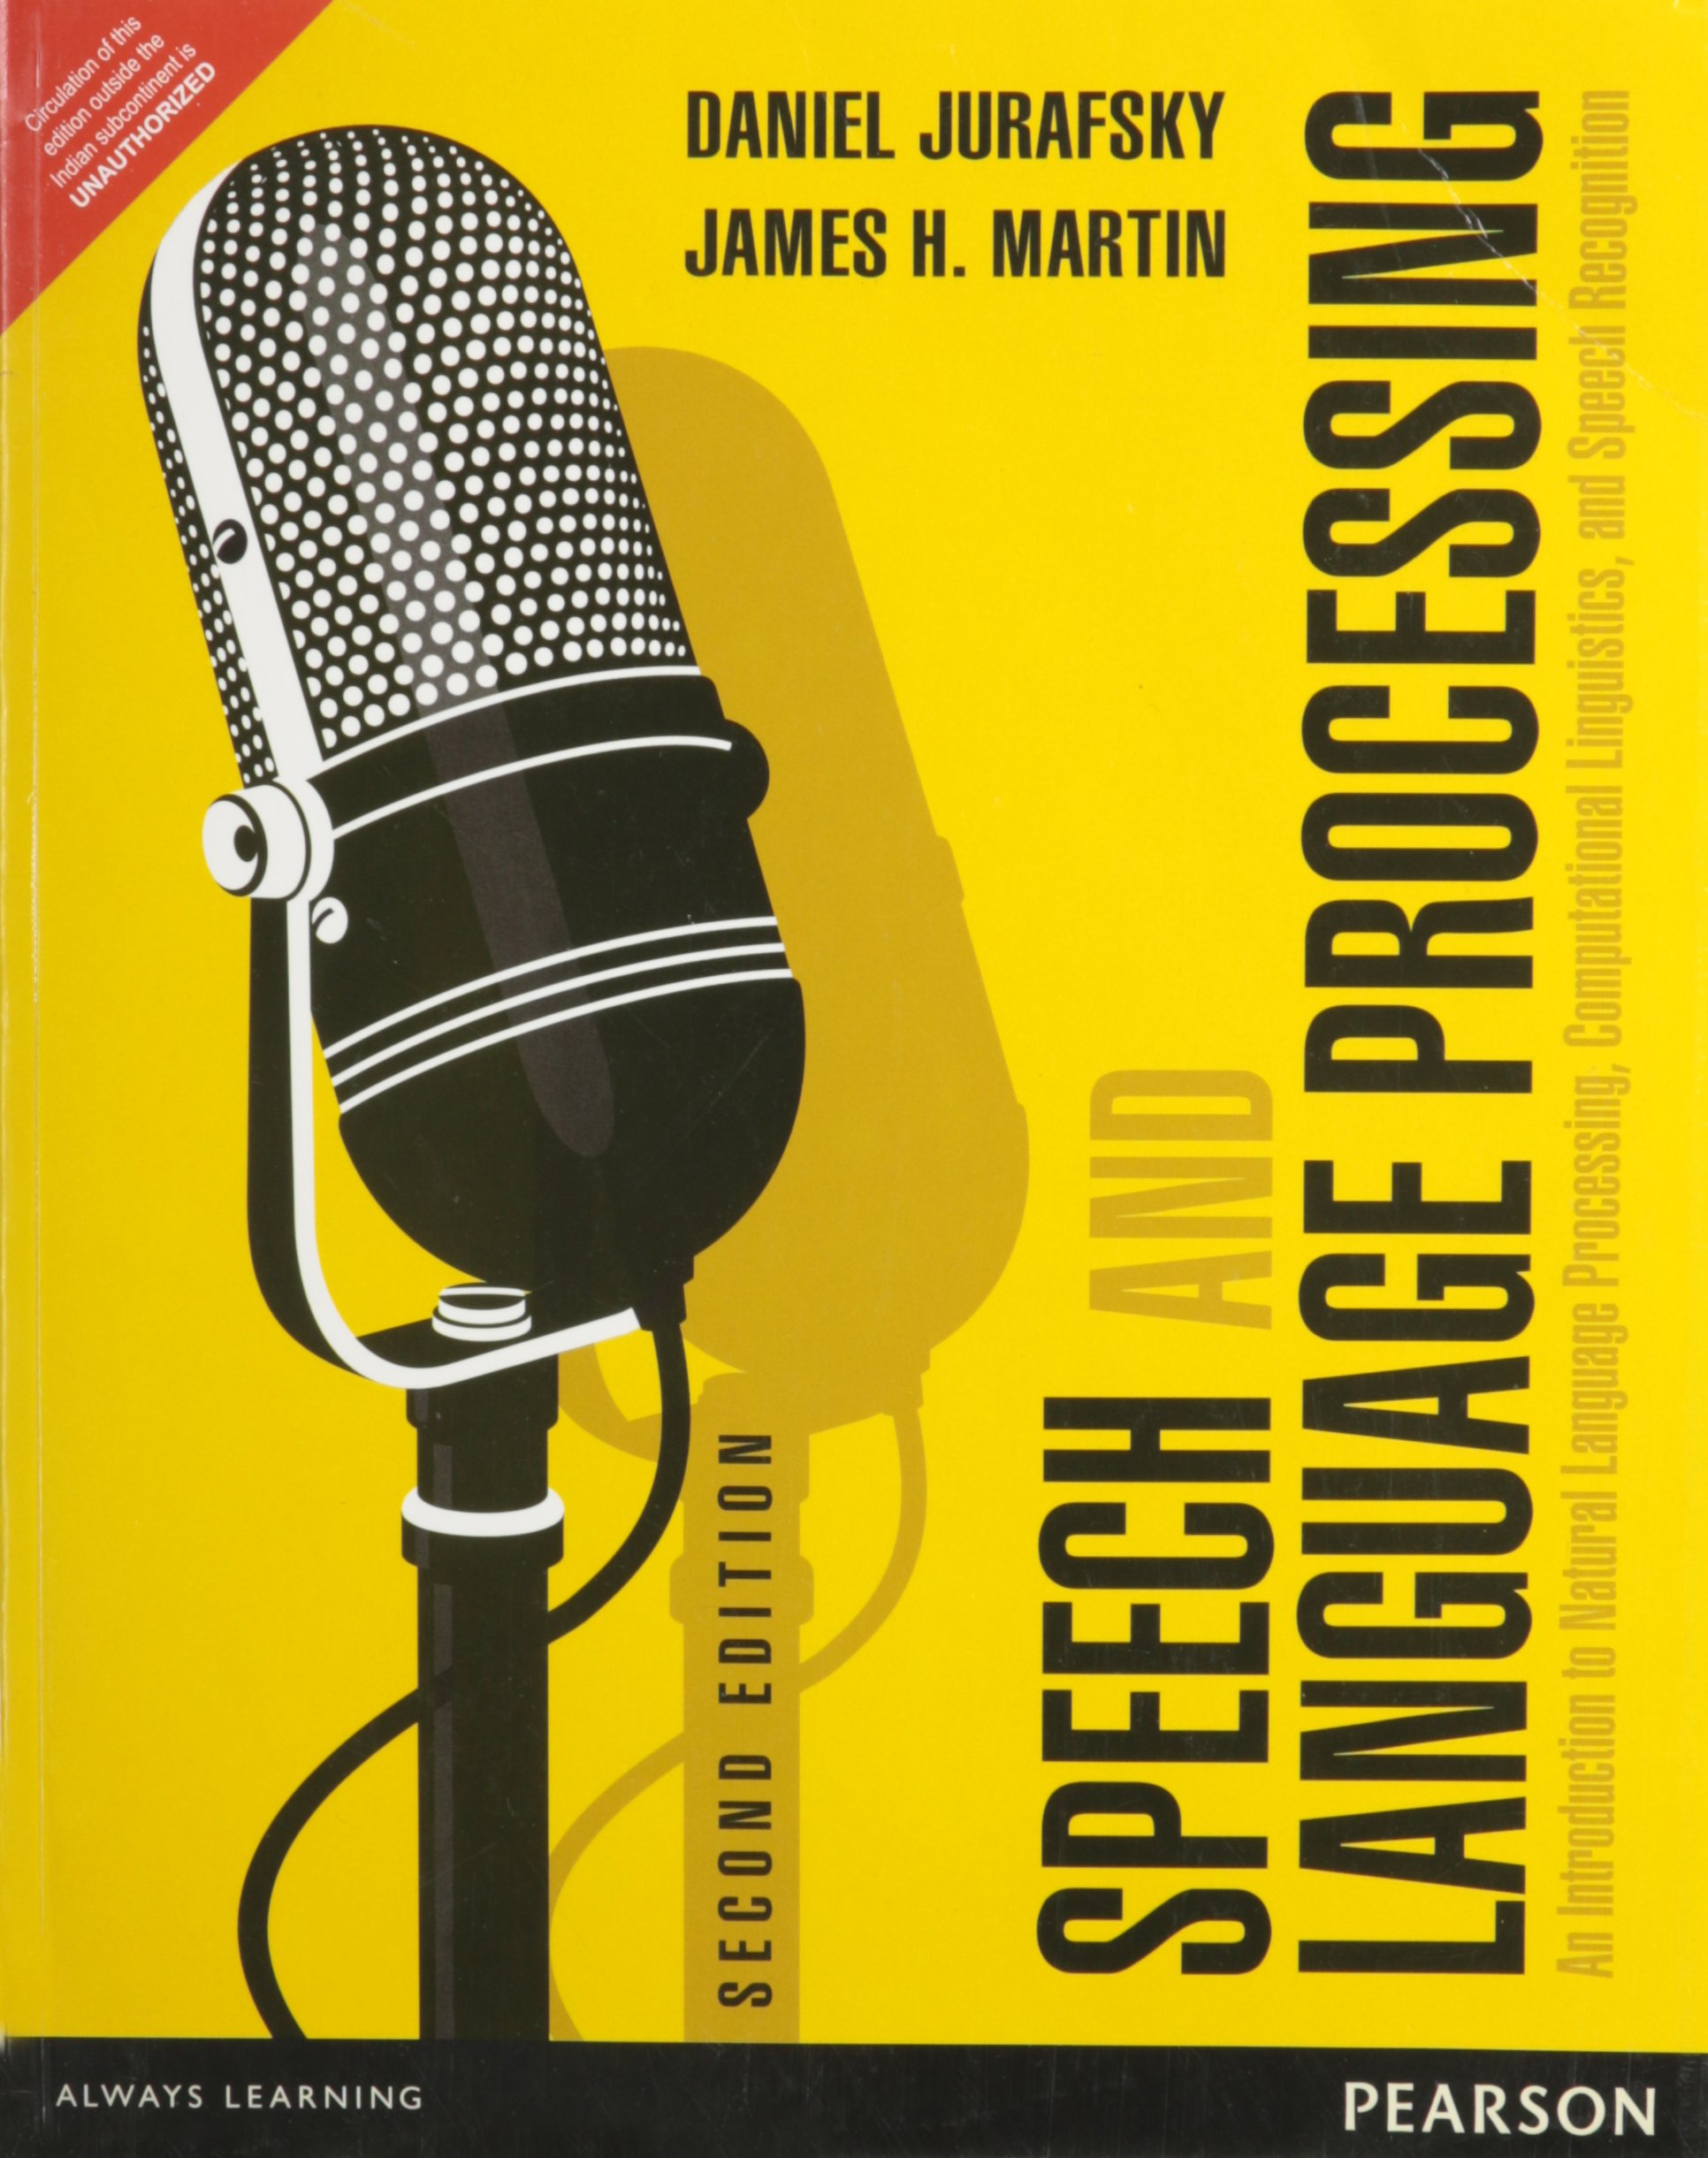 Circulation of this
edition outside the
Indian subcontinent is
UNAUTHORIZED
DANIEL JURAFSKY
JAMES H. MARTIN
SECOND EDITION
SPEECH AND
LANGUAGE PROCESSING
An Introduction to Natural Language Processing, Computational Linguistics, and Speech Recognition
ALWAYS LEARNING
PEARSON